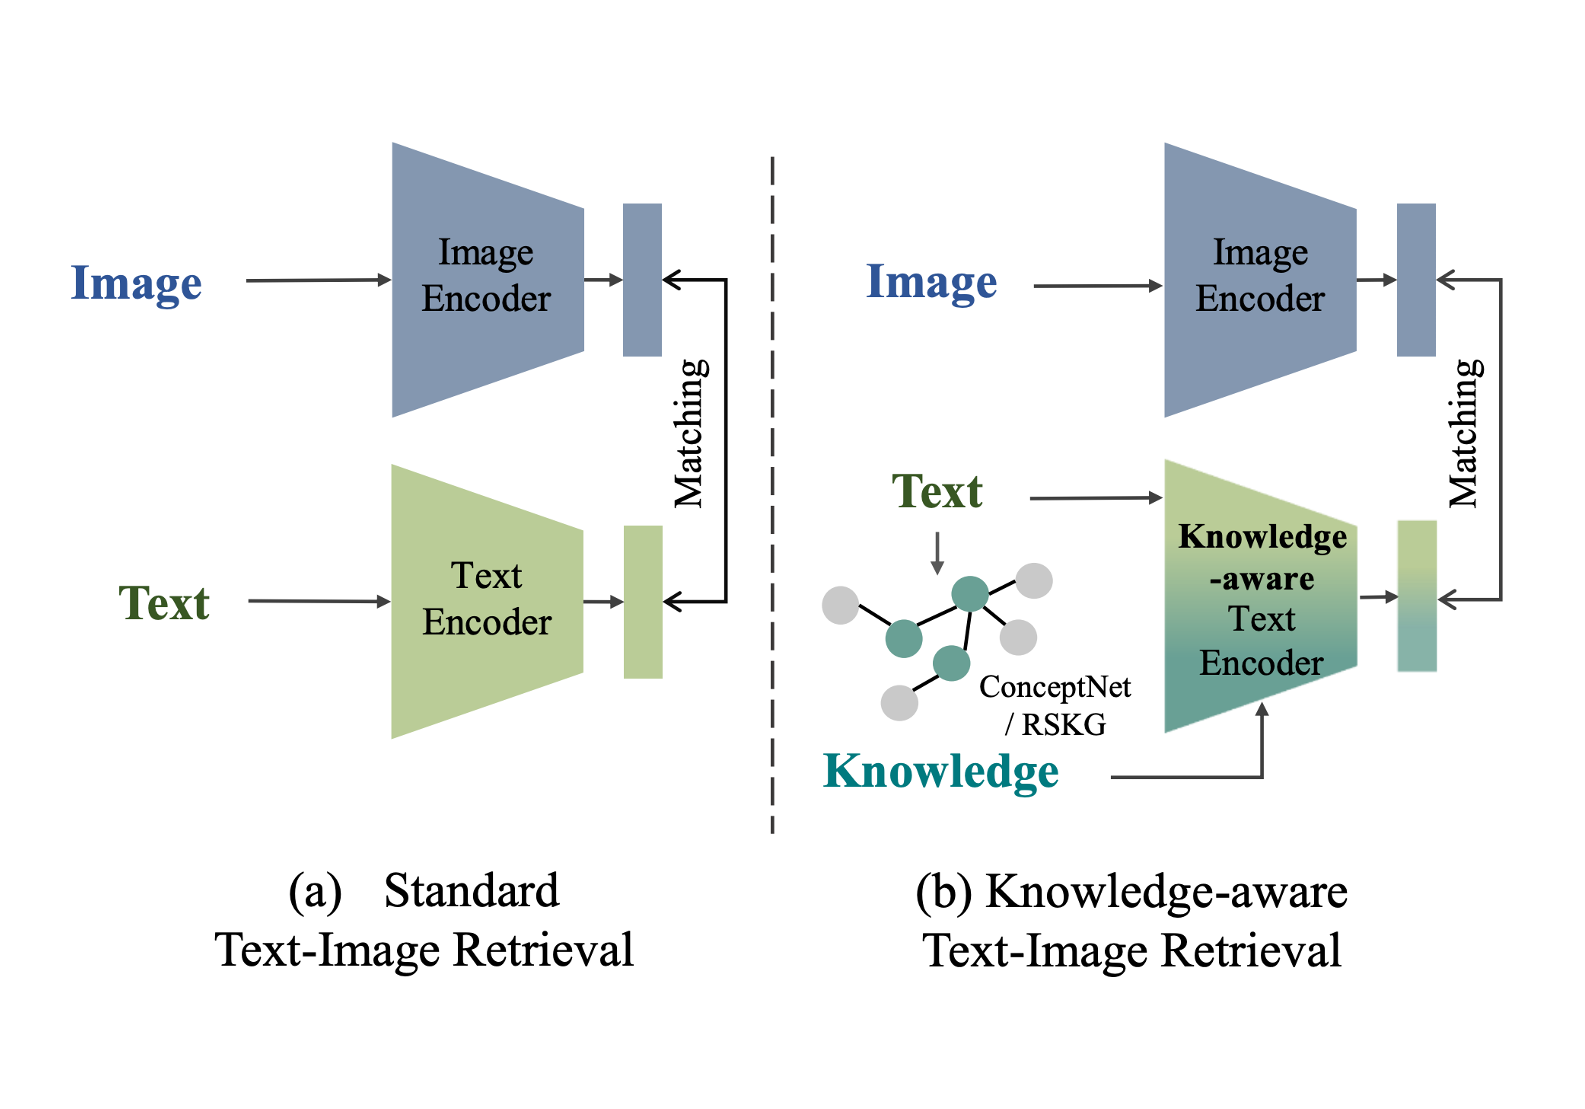 Image
Image
Encoder
Matching
Text
Text
Encoder
(a) Standard
Text-Image Retrieval
Image
Image
Encoder
Matching
Text
Knowledge
-aware
Text
Encoder
ConceptNet
/ RSKG
Knowledge
(b) Knowledge-aware
Text-Image Retrieval